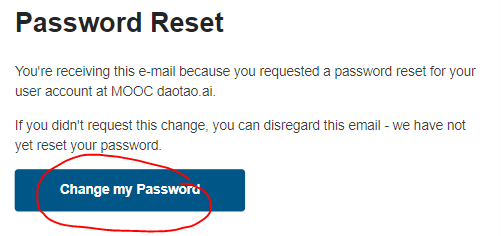 Password Reset
You're receiving this e-mail because you requested a password reset for your
user account at MOOC daotao.ai.
If you didn't request this change, you can disregard this email - we have not
yet reset your password.
Change my Password